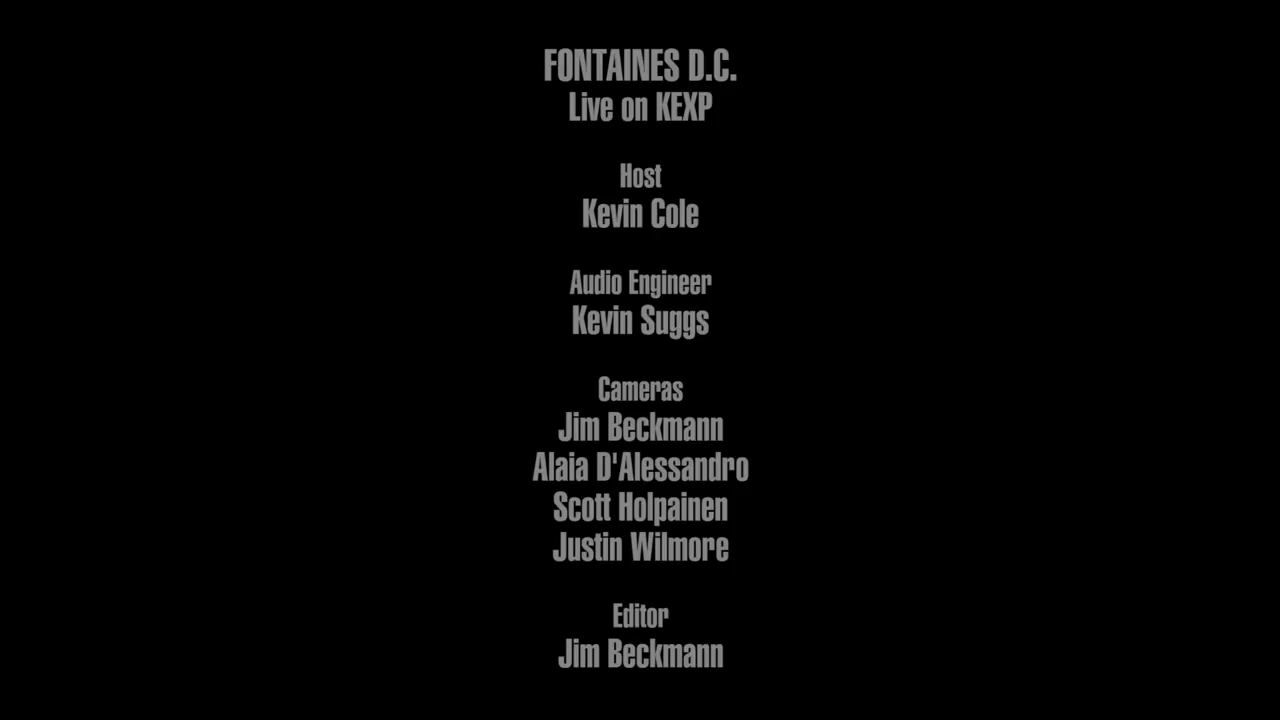 FONTAINES D.C.
Live on KEXP
Host
Kevin Cole
Audio Engineer
Kevin Suggs
Cameras
Jim Beckmann
Alaia D'Alessandro
Scott Holpainen
Justin Wilmore
Editor
Jim Beckmann